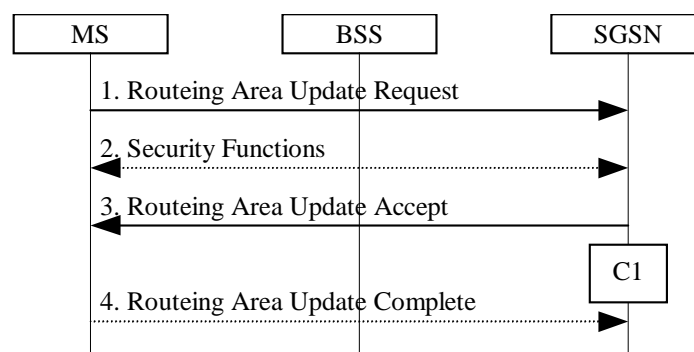 MS BSS SGSN
1. Routeing Area Update Request
2. Security Functions
3. Routeing Area Update Accept
C1
4. Routeing Area Update Complete